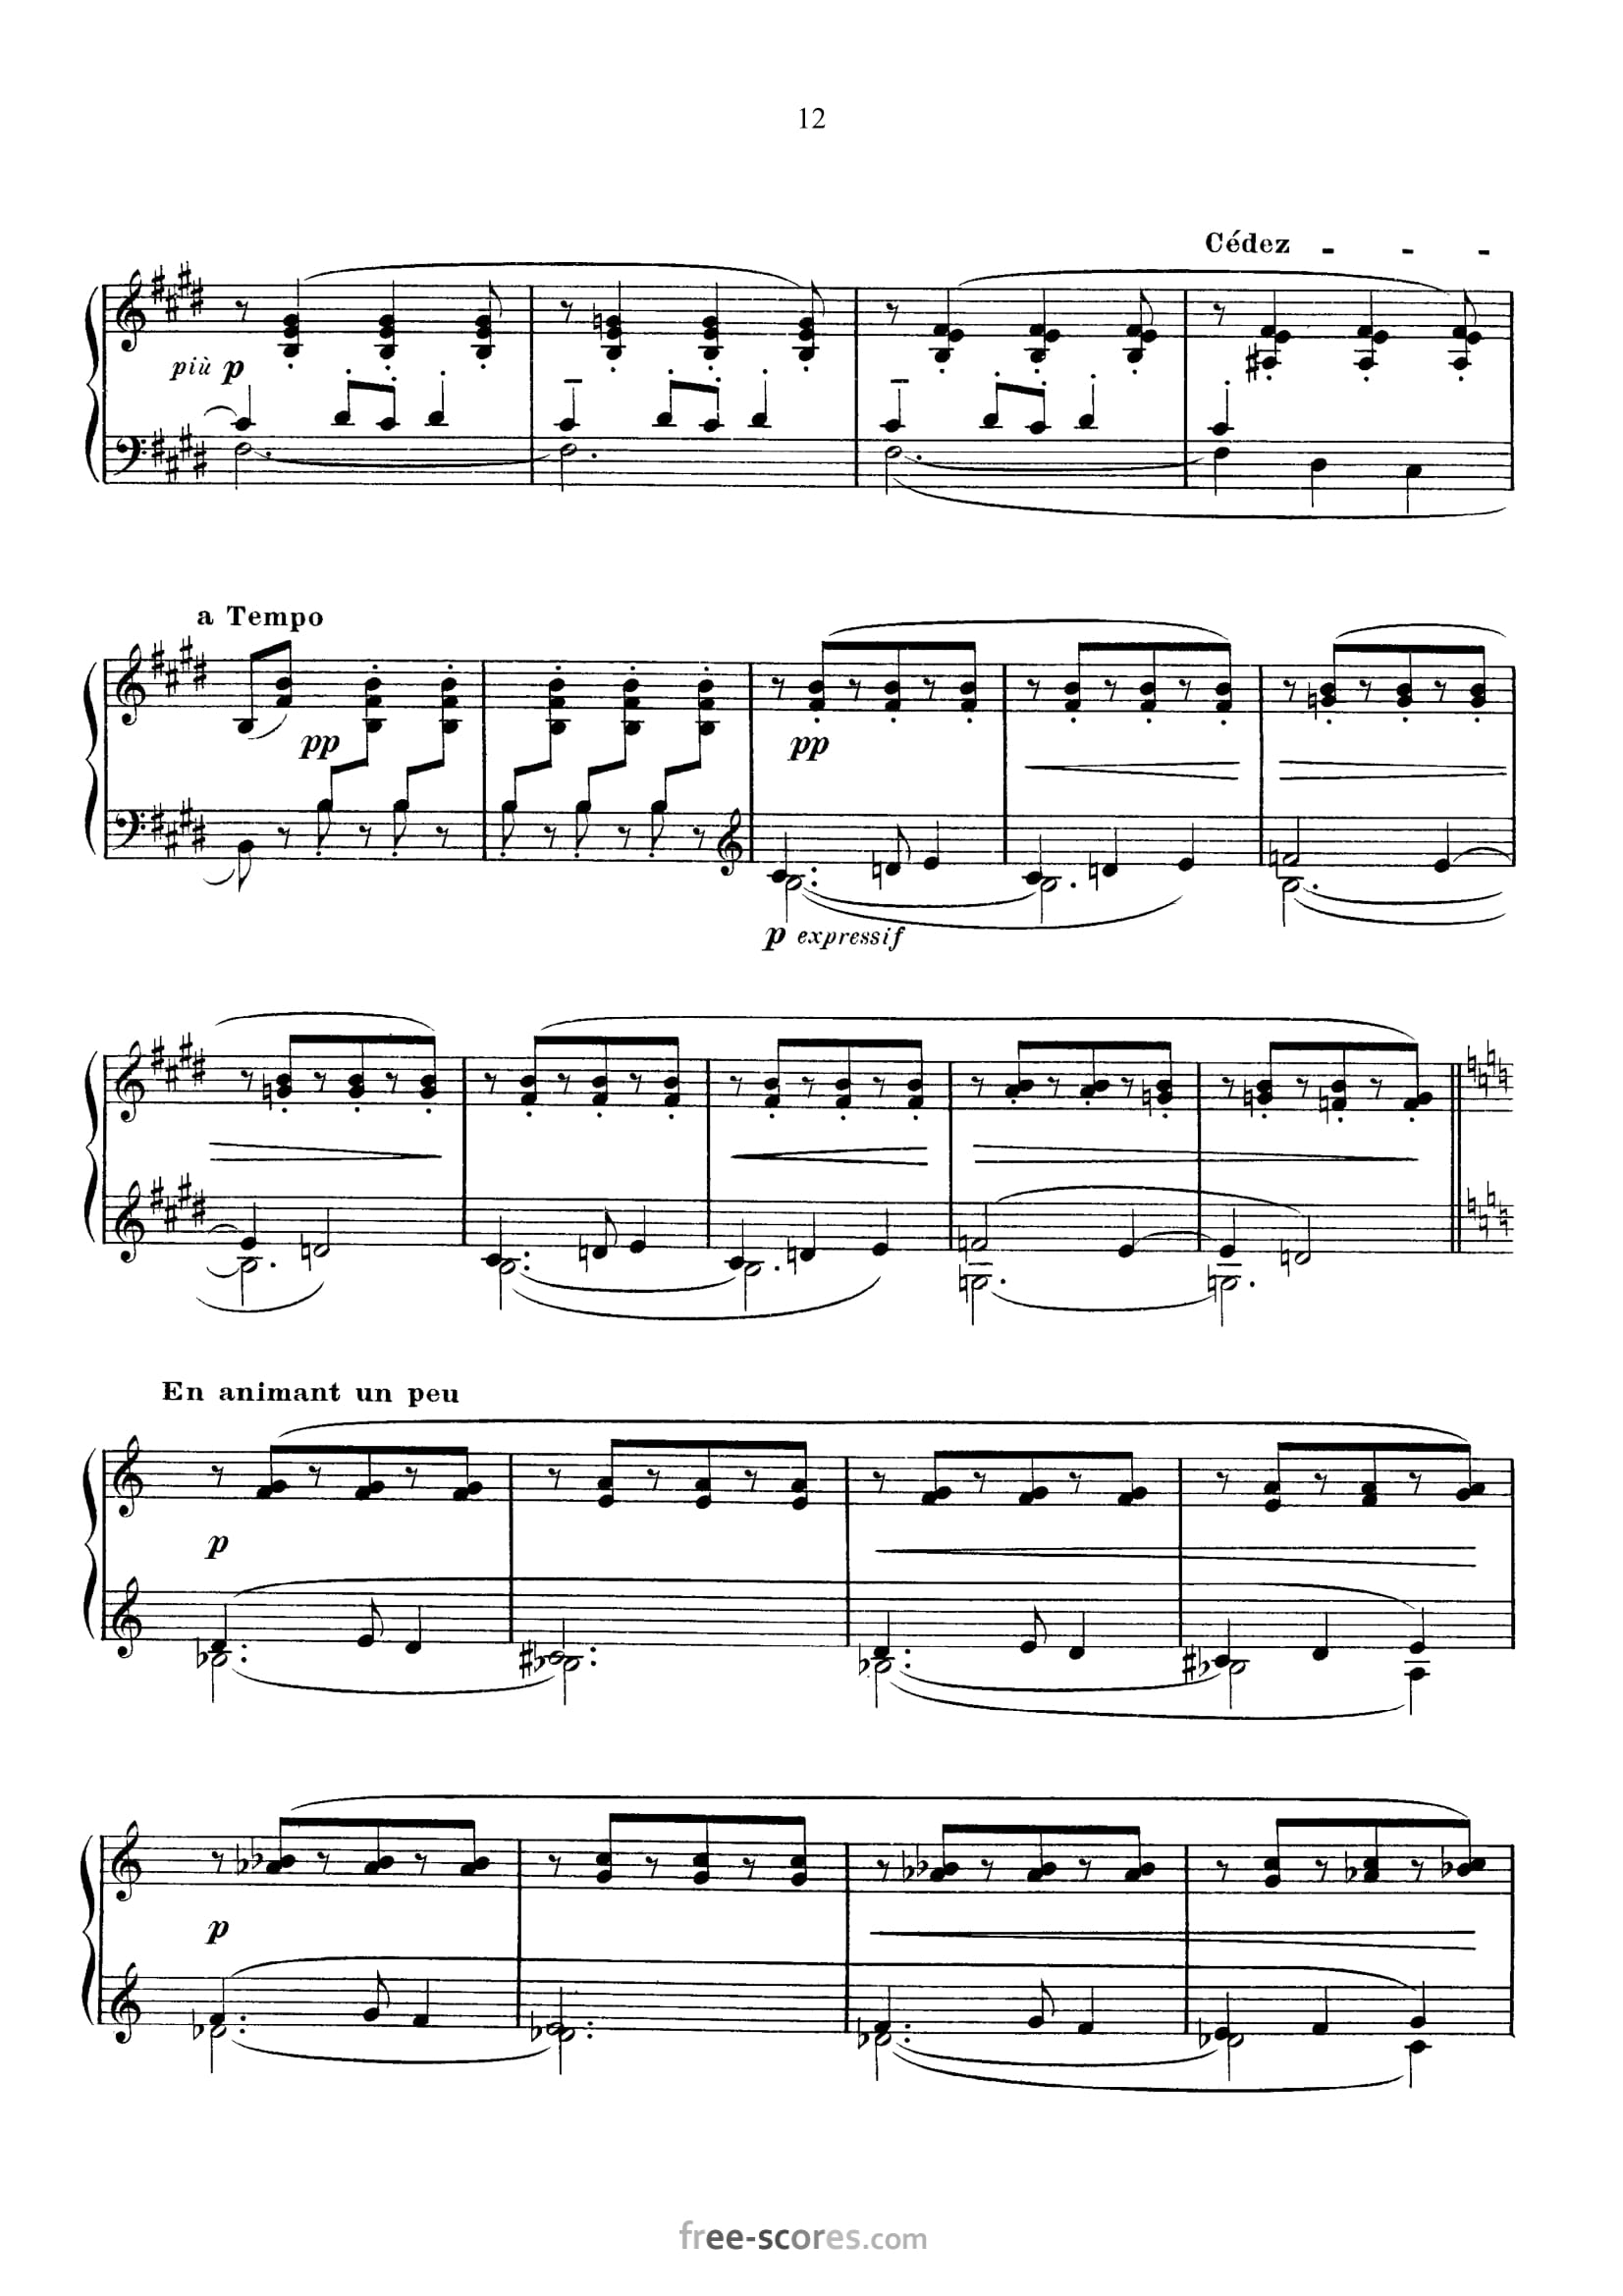 12
Cédez - - -
più p
a Tempo
pp
pp
p expressif
En animant un peu
p
p
free-scores.com